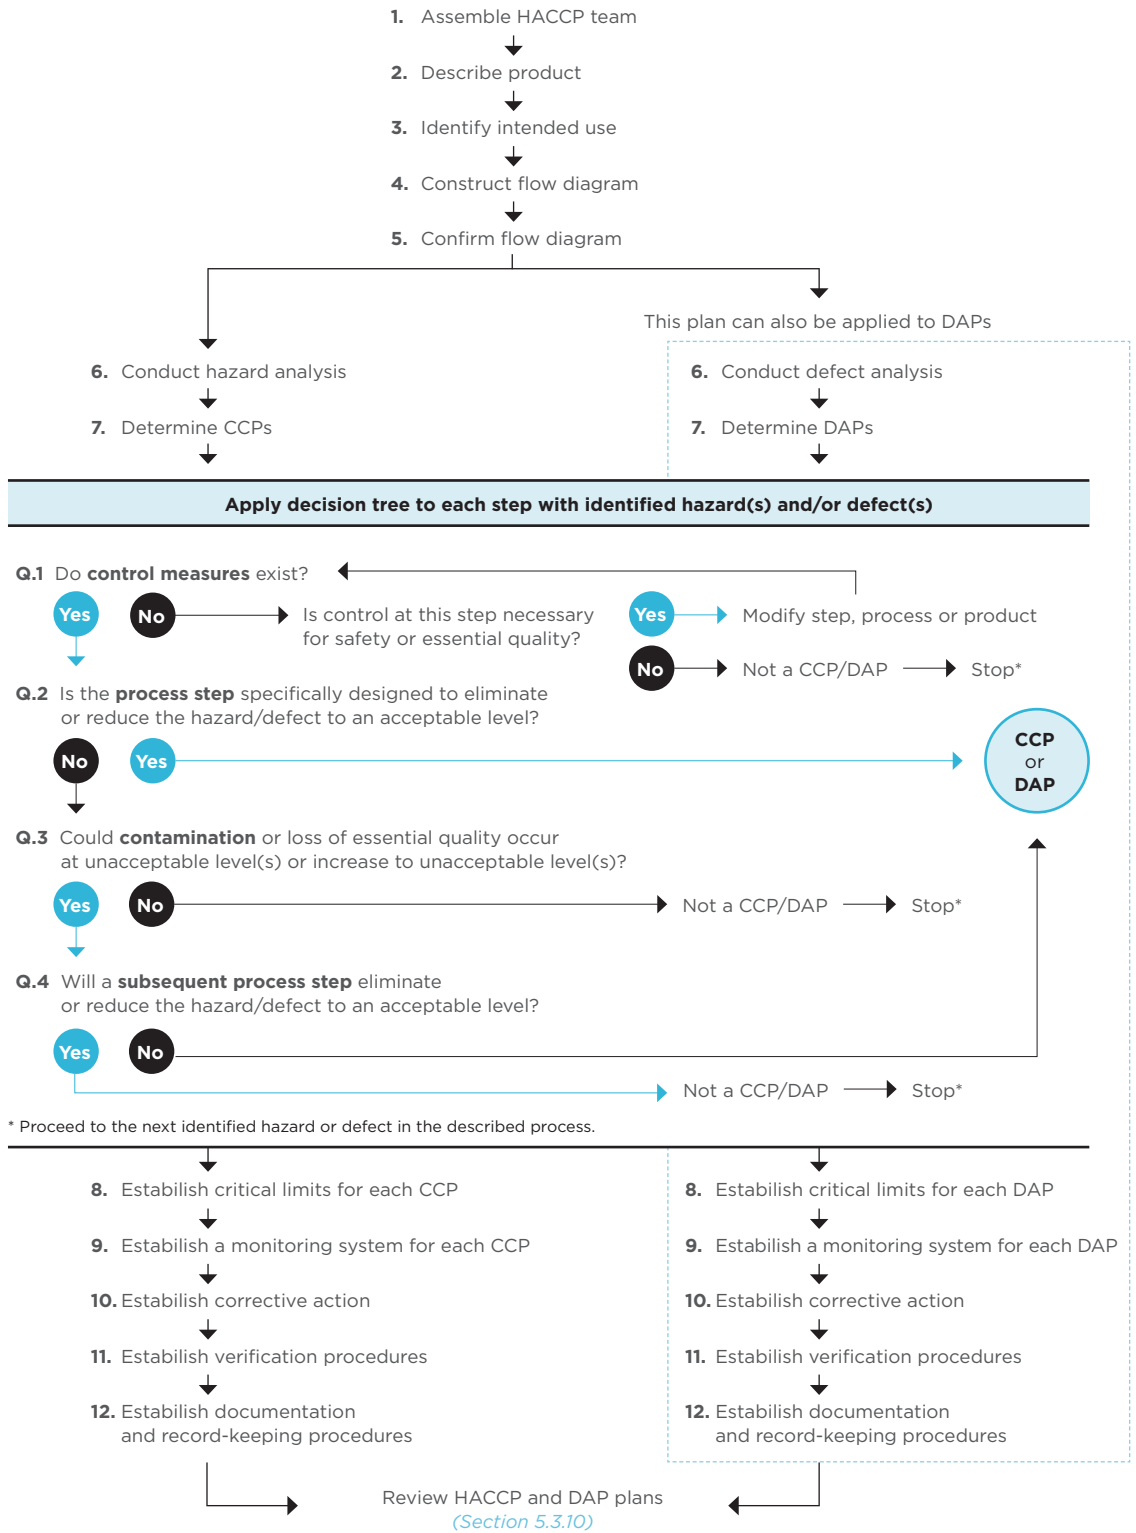 1. Assemble HACCP team
2. Describe product
3. Identify intended use
4. Construct flow diagram
5. Confirm flow diagram
This plan can also be applied to DAPs
6. Conduct hazard analysis
7. Determine CCPs
6. Conduct defect analysis
7. Determine DAPs
Apply decision tree to each step with identified hazard(s) and/or defect(s)
Q.1 Do control measures exist?
Yes
No
Is control at this step necessary
for safety or essential quality?
Yes
Modify step, process or product
No
Not a CCP/DAP
Stop*
Q.2 Is the process step specifically designed to eliminate
or reduce the hazard/defect to an acceptable level?
No
Yes
CCP
or
DAP
Q.3 Could contamination or loss of essential quality occur
at unacceptable level(s) or increase to unacceptable level(s)?
Yes
No
Not a CCP/DAP
Stop*
Q.4 Will a subsequent process step eliminate
or reduce the hazard/defect to an acceptable level?
Yes
No
Not a CCP/DAP
Stop*
* Proceed to the next identified hazard or defect in the described process.
8. Estabilish critical limits for each CCP
9. Estabilish a monitoring system for each CCP
10. Estabilish corrective action
11. Estabilish verification procedures
12. Estabilish documentation
and record-keeping procedures
8. Estabilish critical limits for each DAP
9. Estabilish a monitoring system for each DAP
10. Estabilish corrective action
11. Estabilish verification procedures
12. Estabilish documentation
and record-keeping procedures
Review HACCP and DAP plans
(Section 5.3.10)